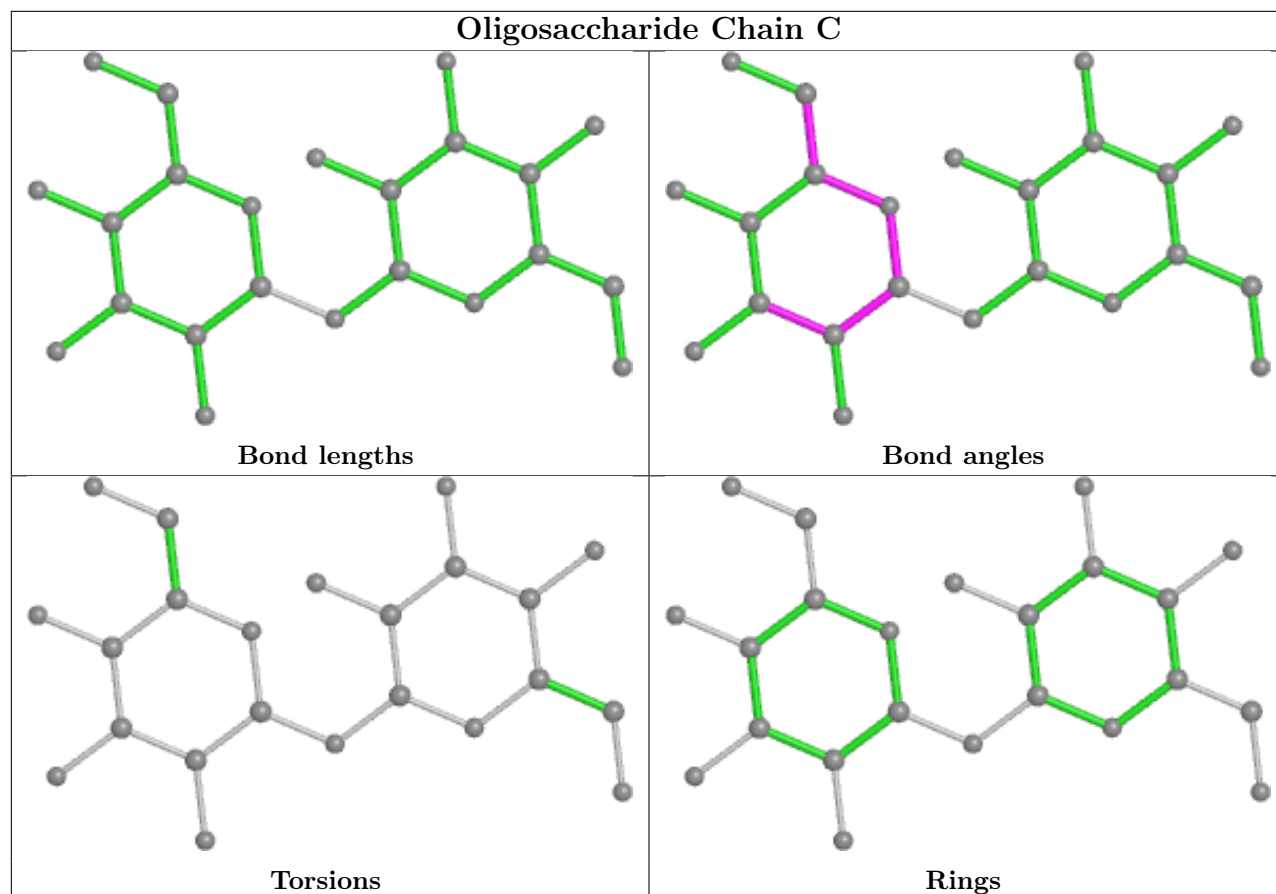 Oligosaccharide Chain C
Bond lengths
Bond angles
Torsions
Rings